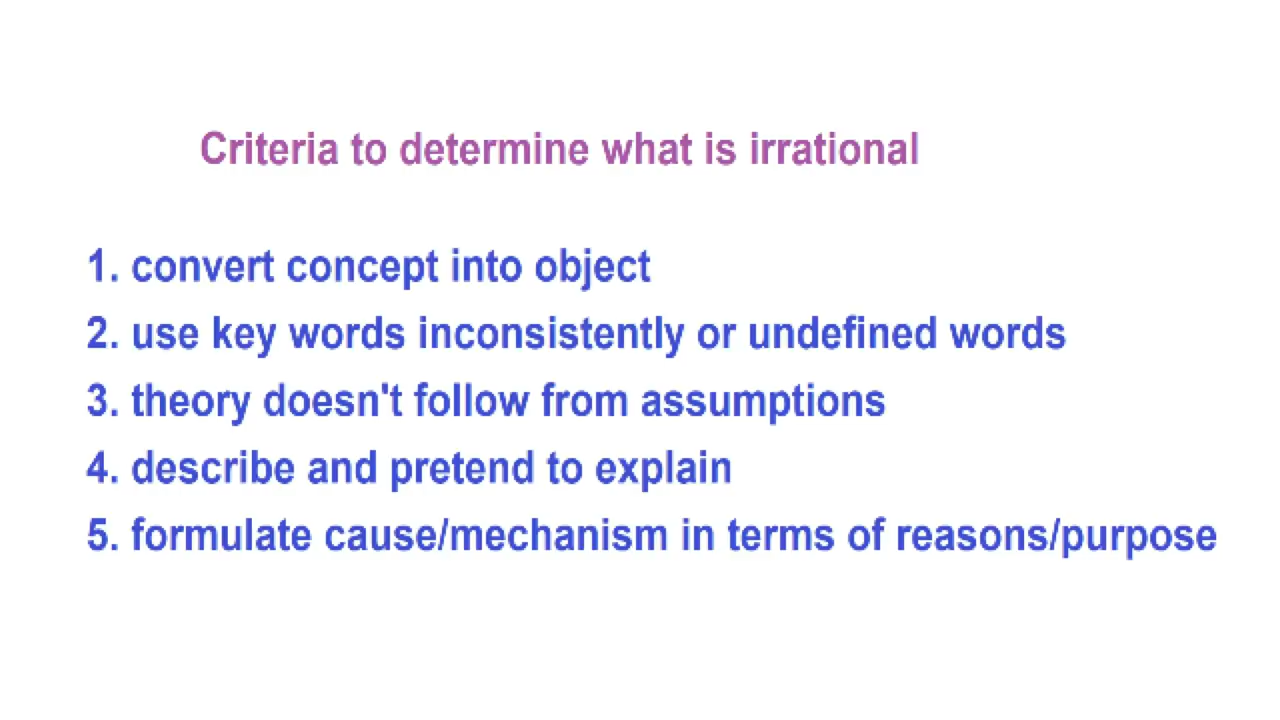 Criteria to determine what is irrational
1. convert concept into object
2. use key words inconsistently or undefined words
3. theory doesn't follow from assumptions
4. describe and pretend to explain
5. formulate cause/mechanism in terms of reasons/purpose